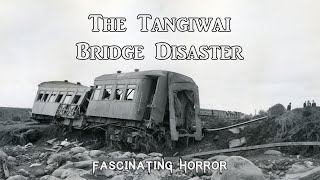 The Tangiwai
Bridge Disaster
Fascinating Horror